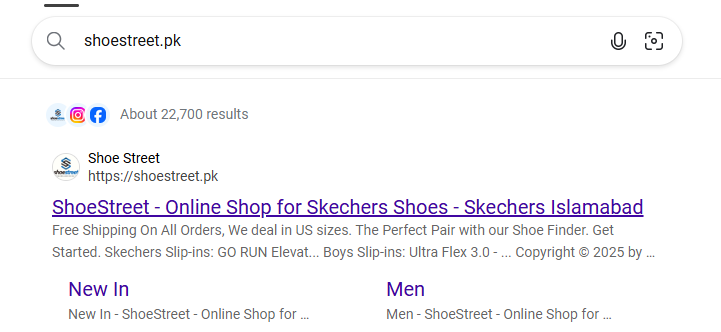 shoestreet.pk
About 22,700 results
Shoe Street
https://shoestreet.pk
ShoeStreet - Online Shop for Skechers Shoes - Skechers Islamabad
Free Shipping On All Orders, We deal in US sizes. The Perfect Pair with our Shoe Finder. Get
Started. Skechers Slip-ins: GO RUN Elevat... Boys Slip-ins: Ultra Flex 3.0 - ... Copyright © 2025 by ...
New In
New In - ShoeStreet - Online Shop for ...
Men
Men - ShoeStreet - Online Shop for ...